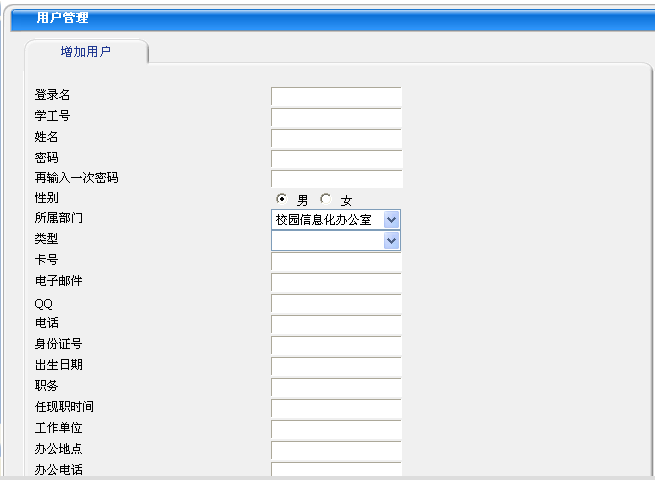 用户管理
增加用户
登录名
学工号
姓名
密码
再输入一次密码
性别 男 女
所属部门 校园信息化办公室
类型
卡号
电子邮件
QQ
电话
身份证号
出生日期
职务
任现职时间
工作单位
办公地点
办公电话